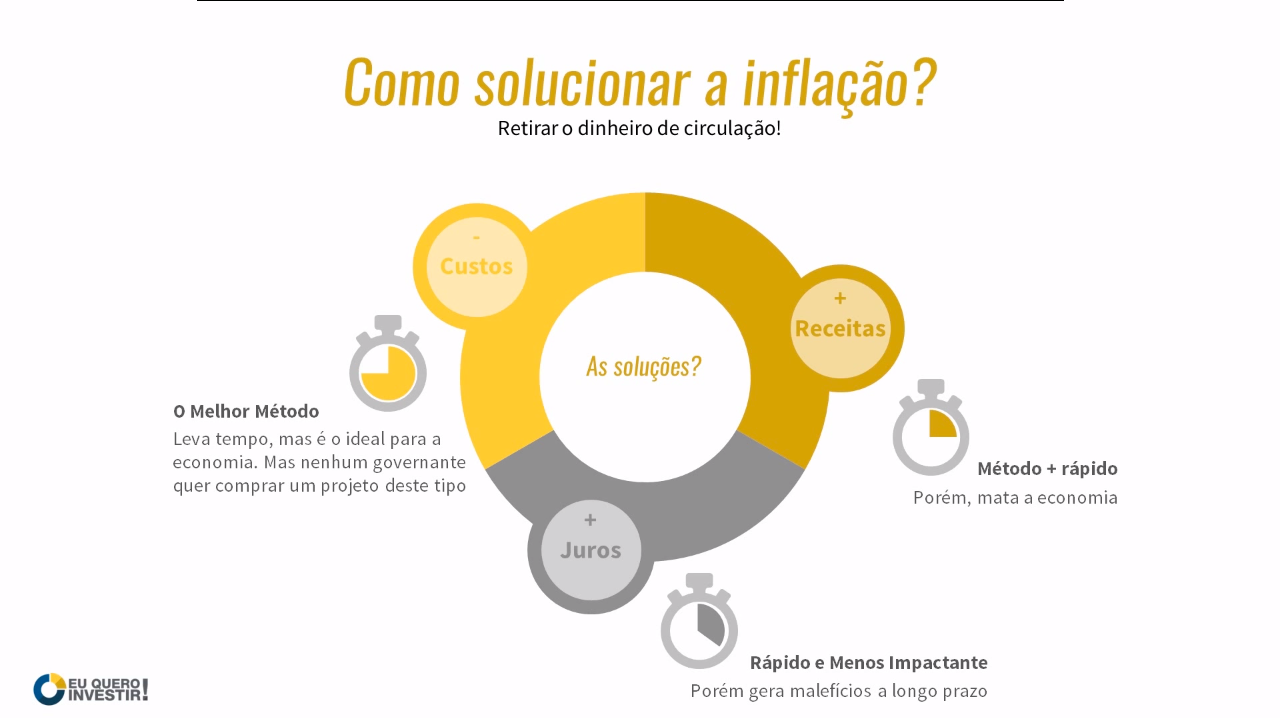 Como solucionar a inflação?
Retirar o dinheiro de circulação!
-
Custos
+
Receitas
As soluções?
O Melhor Método
Leva tempo, mas é o ideal para a
economia. Mas nenhum governante
quer comprar um projeto deste tipo
Método + rápido
Porém, mata a economia
+
Juros
Rápido e Menos Impactante
Porém gera malefícios a longo prazo
EU QUERO
INVESTIR!